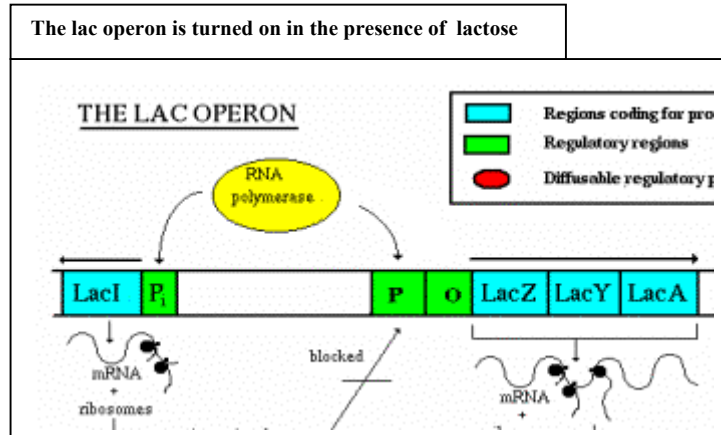 The lac operon is turned on in the presence of lactose
THE LAC OPERON
Regions coding for pro
Regulatory regions
Diffusable regulatory p
RNA
polymerase
LacI
Pi
P
O
LacZ
LacY
LacA
blocked
mRNA
+
ribosomes
mRNA
+